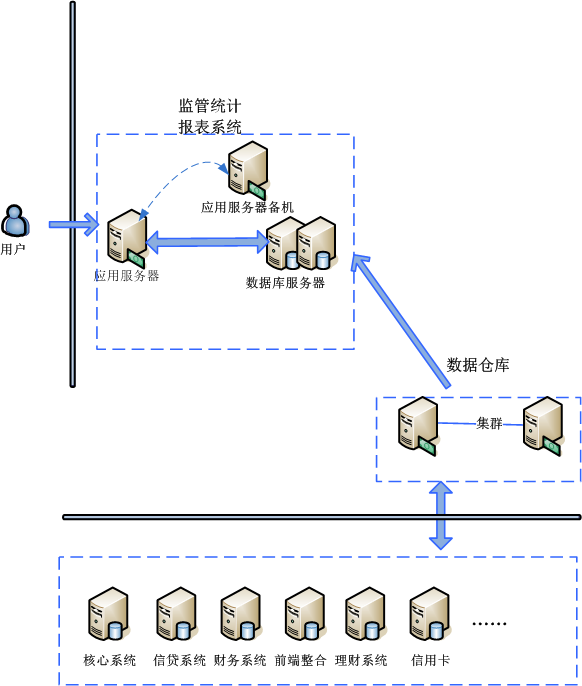 监管统计
报表系统
应用服务器备机
用户
应用服务器
数据库服务器
数据仓库
集群
核心系统
信贷系统
财务系统
前端整合
理财系统
信用卡
……